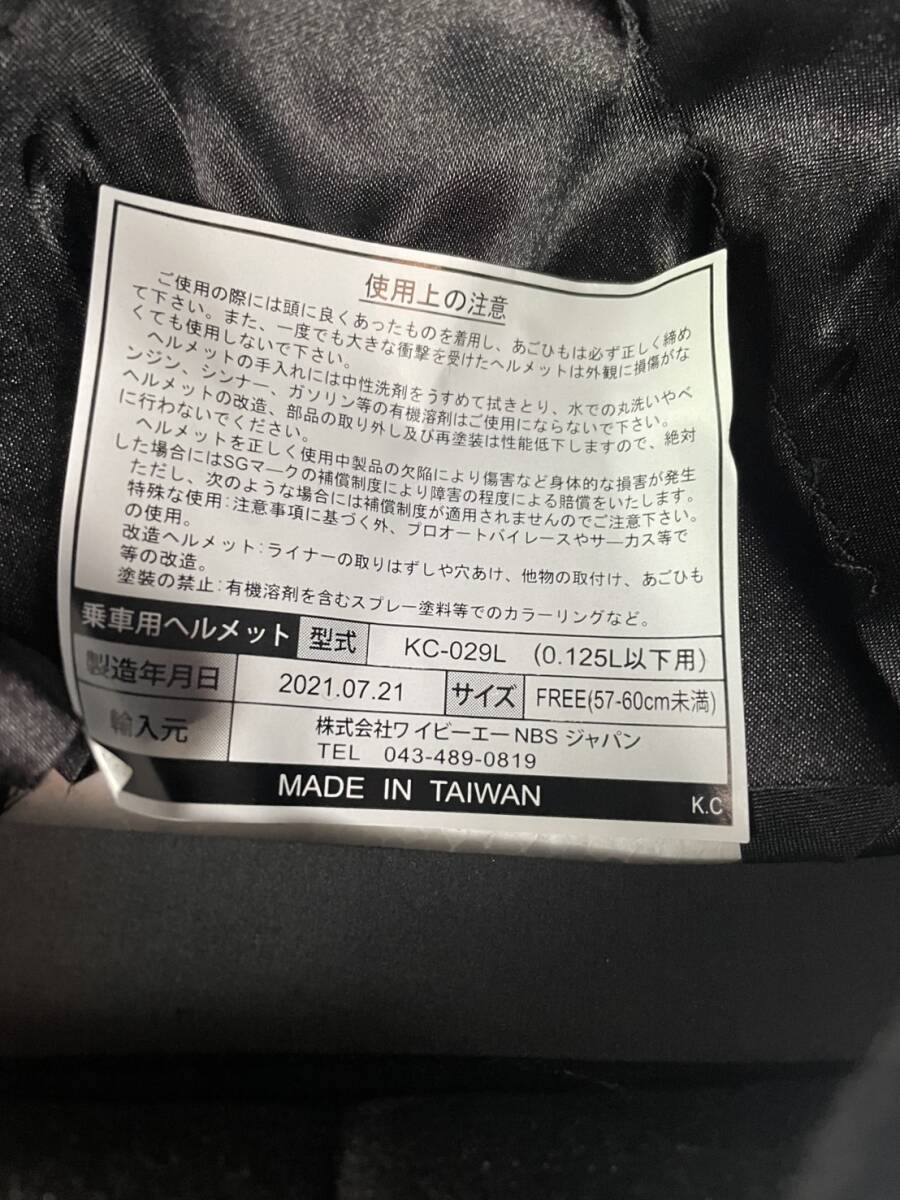 使用上の注意
ご使用の際には頭に良くあったものを着用し、あごひもは必ず正しく締め
て下さい。また、一度でも大きな衝撃を受けたヘルメットは外観に損傷がな
くても使用しないで下さい。
ヘルメットの手入れには中性洗剤をうすめて拭きとり、水での丸洗いやベ
ンジン、シンナー、ガソリン等の有機溶剤はご使用にならないで下さい。
ヘルメットの改造、部品の取り外し及び再塗装は性能低下しますので、絶対
に行わないでください。
ヘルメットを正しく使用中製品の欠陥により傷害など身体的な損害が発生
した場合にはSGマークの補償制度により障害の程度による賠償をいたします。
ただし、次のような場合には補償制度が適用されませんのでご注意下さい。
特殊な使用:注意事項に基づく外、プロオートバイレースやサーカス等で
の使用。
改造ヘルメット:ライナーの取りはずしや穴あけ、他物の取付け、あごひも
等の改造。
塗装の禁止:有機溶剤を含むスプレー塗料等でのカラーリングなど。
乗車用ヘルメット 型式 KC-029L (0.125L以下用)
製造年月日 2021.07.21 サイズ FREE(57-60cm未満)
輸入元 株式会社ワイビーエー NBS ジャパン
TEL 043-489-0819
MADE IN TAIWAN K.C